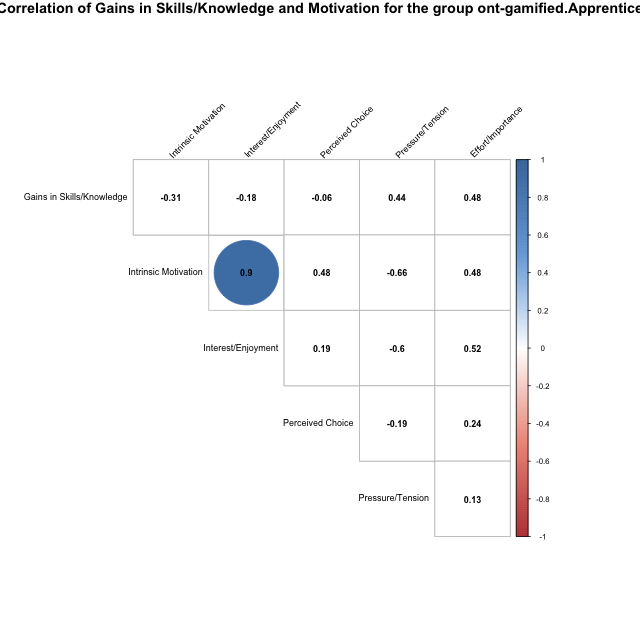 Correlation of Gains in Skills/Knowledge and Motivation for the group ont-gamified.Apprentice
Intrinsic Motivation
Interest/Enjoyment
Perceived Choice
Pressure/Tension
Effort/Importance
Gains in Skills/Knowledge -0.31 -0.18 -0.06 0.44 0.48
Intrinsic Motivation 0.9 0.48 -0.66 0.48
Interest/Enjoyment 0.19 -0.6 0.52
Perceived Choice -0.19 0.24
Pressure/Tension 0.13
1
0.8
0.6
0.4
0.2
0
-0.2
-0.4
-0.6
-0.8
-1